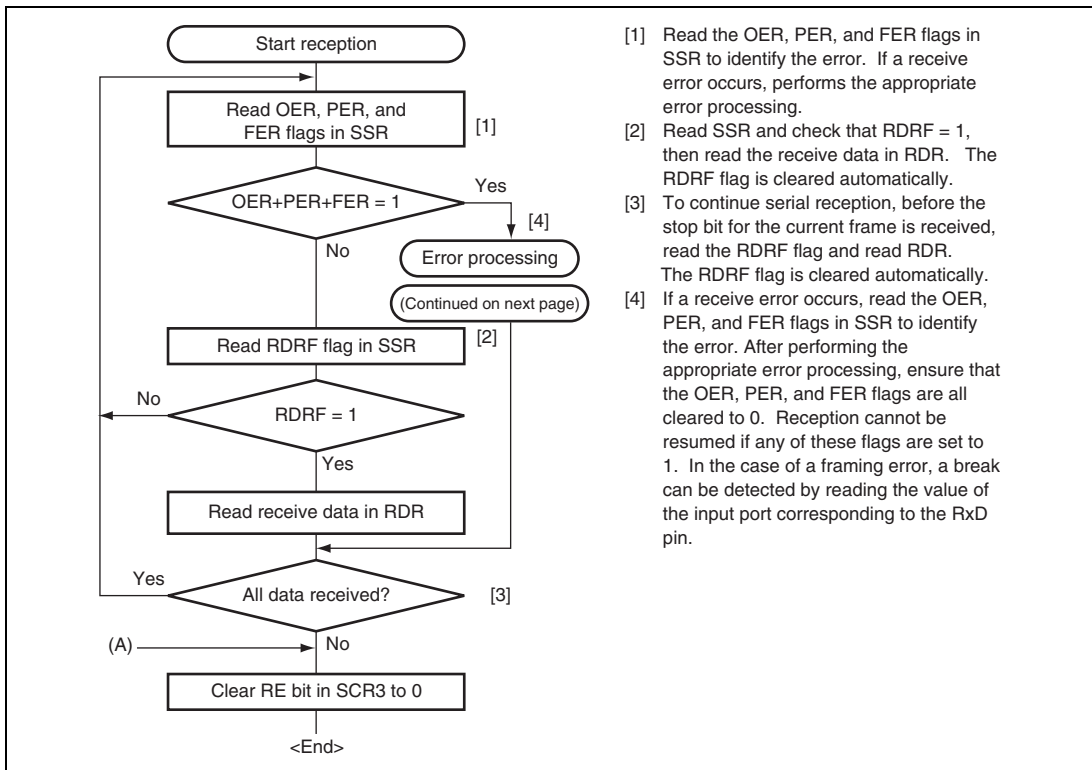 Start reception
Read OER, PER, and
FER flags in SSR
[1]
OER+PER+FER = 1
Yes
[4]
No
Error processing
(Continued on next page)
Read RDRF flag in SSR
[2]
No
RDRF = 1
Yes
Read receive data in RDR
Yes
All data received?
[3]
(A)
No
Clear RE bit in SCR3 to 0
<End>
[1] Read the OER, PER, and FER flags in
SSR to identify the error. If a receive
error occurs, performs the appropriate
error processing.
[2] Read SSR and check that RDRF = 1,
then read the receive data in RDR. The
RDRF flag is cleared automatically.
[3] To continue serial reception, before the
stop bit for the current frame is received,
read the RDRF flag and read RDR.
The RDRF flag is cleared automatically.
[4] If a receive error occurs, read the OER,
PER, and FER flags in SSR to identify
the error. After performing the
appropriate error processing, ensure that
the OER, PER, and FER flags are all
cleared to 0. Reception cannot be
resumed if any of these flags are set to
1. In the case of a framing error, a break
can be detected by reading the value of
the input port corresponding to the RxD
pin.